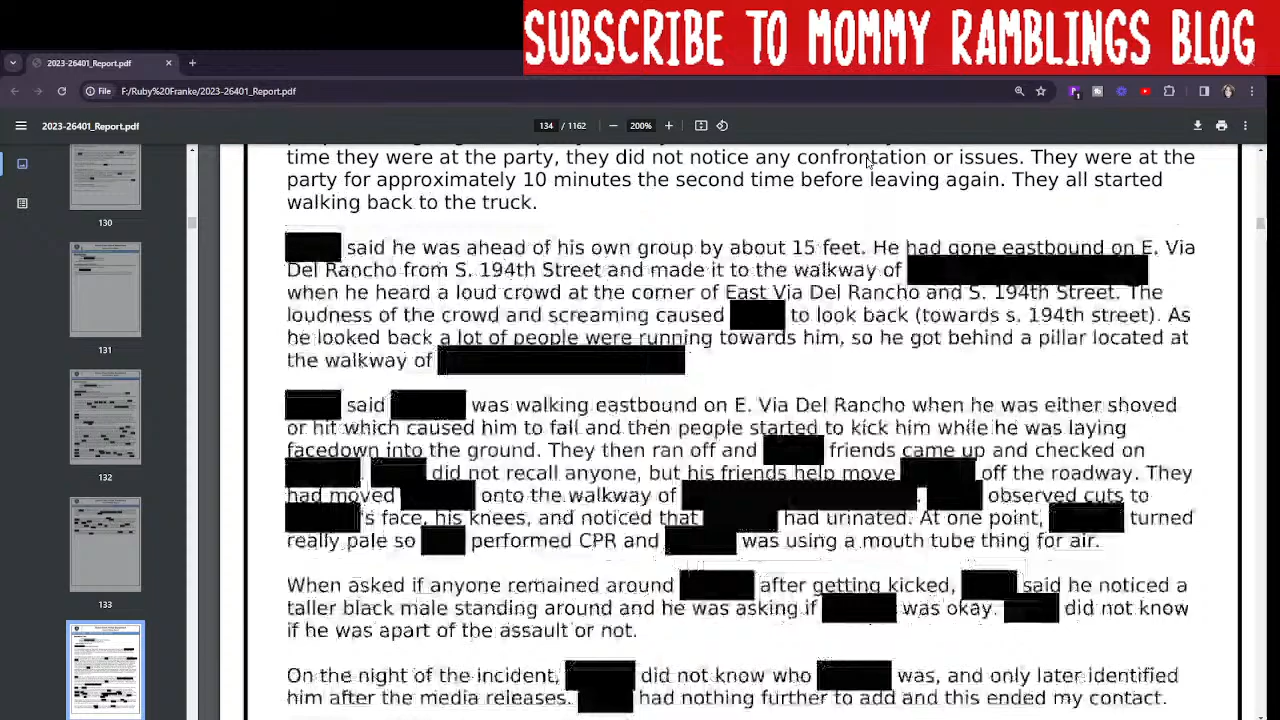 SUBSCRIBE TO MOMMY RAMBLINGS BLOG
2023-26401_Report.pdf
File F:/Ruby%20Franke/2023-26401_Report.pdf
2023-26401_Report.pdf 134 / 1162 200%
time they were at the party, they did not notice any confrontation or issues. They were at the
party for approximately 10 minutes the second time before leaving again. They all started
walking back to the truck.
said he was ahead of his own group by about 15 feet. He had gone eastbound on E. Via
Del Rancho from S. 194th Street and made it to the walkway of
when he heard a loud crowd at the corner of East Via Del Rancho and S. 194th Street. The
loudness of the crowd and screaming caused to look back (towards s. 194th street). As
he looked back a lot of people were running towards him, so he got behind a pillar located at
the walkway of
said was walking eastbound on E. Via Del Rancho when he was either shoved
or hit which caused him to fall and then people started to kick him while he was laying
facedown into the ground. They then ran off and friends came up and checked on
. did not recall anyone, but his friends help move off the roadway. They
had moved onto the walkway of . observed cuts to
's face, his knees, and noticed that had urinated. At one point, turned
really pale so performed CPR and was using a mouth tube thing for air.
When asked if anyone remained around after getting kicked, said he noticed a
taller black male standing around and he was asking if was okay. did not know
if he was apart of the assault or not.
On the night of the incident, did not know who was, and only later identified
him after the media releases. had nothing further to add and this ended my contact.
130
131
132
133